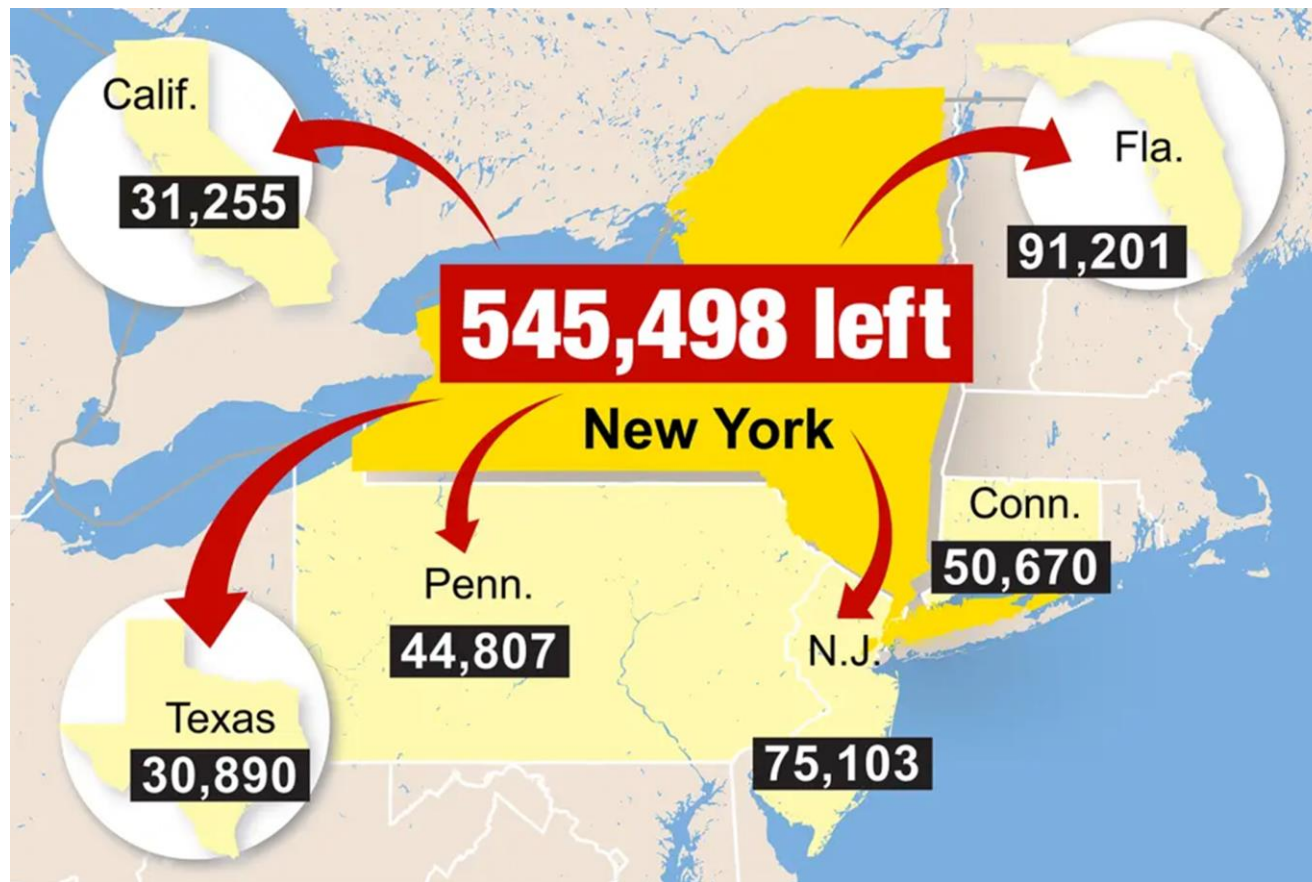 Calif.
31,255
Fla.
91,201
545,498 left
New York
Conn.
50,670
Penn.
44,807
N.J.
75,103
Texas
30,890